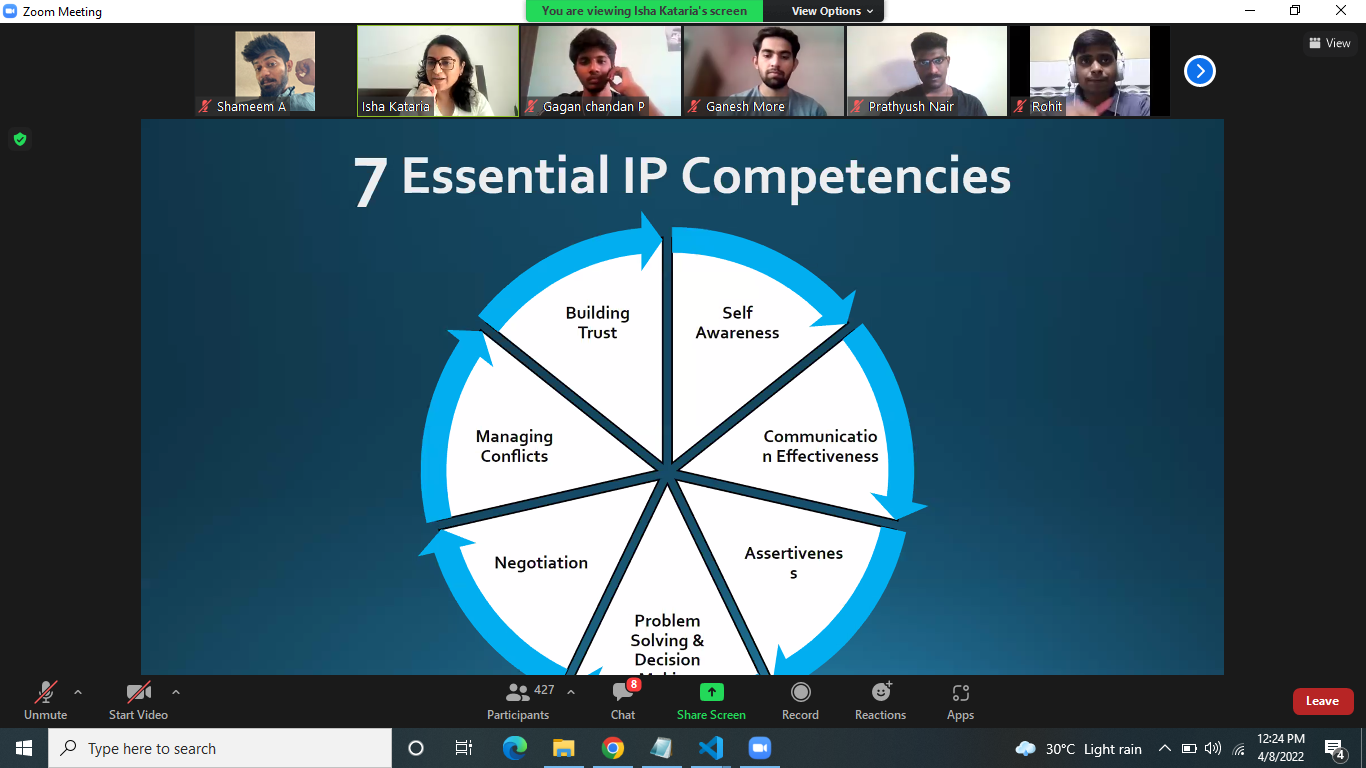 Zoom Meeting
You are viewing Isha Kataria's screen
View Options
View
Shameem A
Isha Kataria
Gagan chandan P
Ganesh More
Prathyush Nair
Rohit
7 Essential IP Competencies
Building
Trust
Self
Awareness
Managing
Conflicts
Communicatio
n Effectiveness
Negotiation
Assertivenes
s
Problem
Solving &
Decision
Unmute
Start Video
Participants
427
Chat
8
Share Screen
Record
Reactions
Apps
Leave
Type here to search
30°C Light rain
12:24 PM
4/8/2022
4